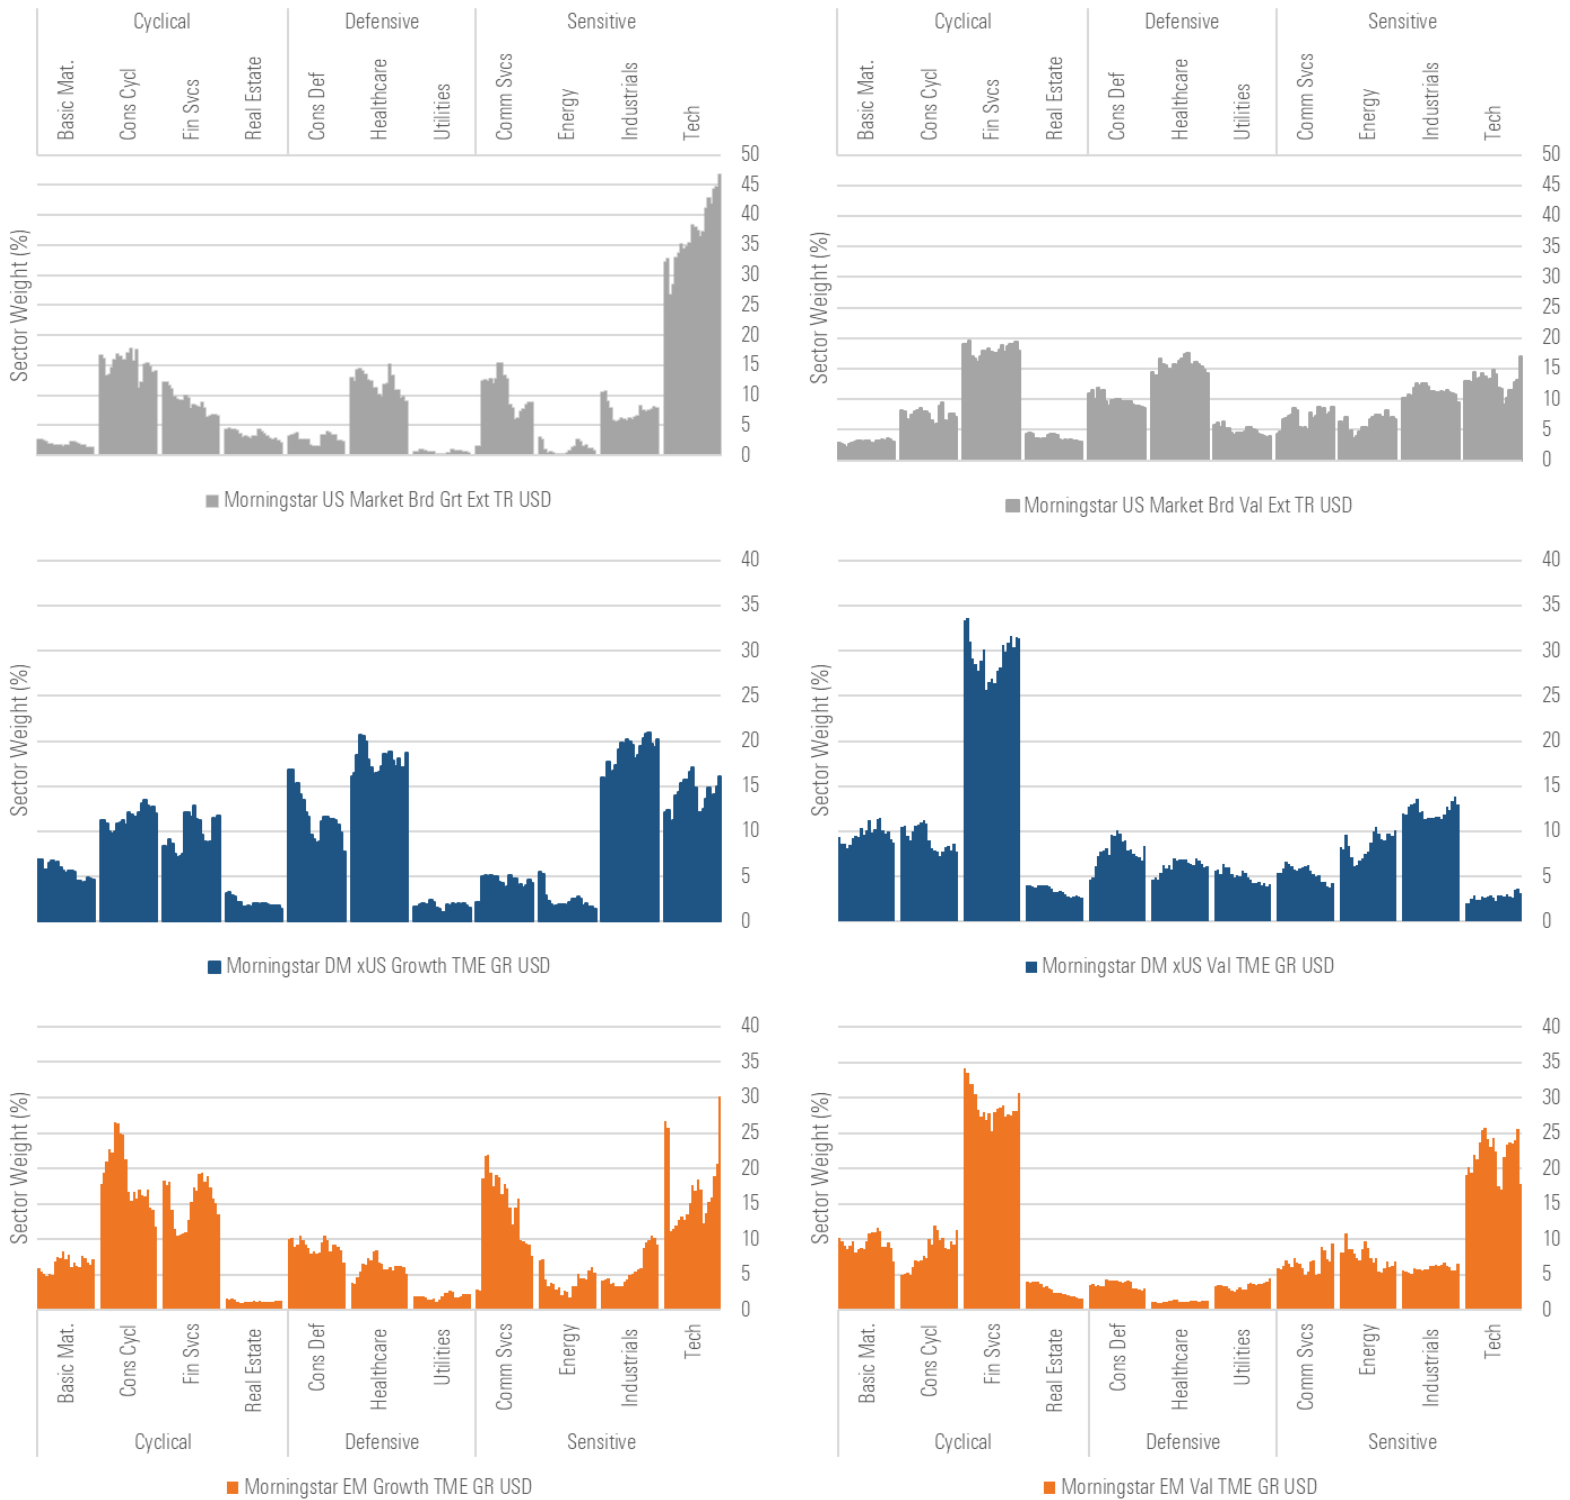 Cyclical Defensive Sensitive
Basic Mat. Cons Cycl Fin Svcs Real Estate Cons Def Healthcare Utilities Comm Svcs Energy Industrials Tech
Sector Weight (%)
50
45
40
35
30
25
20
15
10
5
0
Morningstar US Market Brd Grt Ext TR USD
Cyclical Defensive Sensitive
Basic Mat. Cons Cycl Fin Svcs Real Estate Cons Def Healthcare Utilities Comm Svcs Energy Industrials Tech
Sector Weight (%)
50
45
40
35
30
25
20
15
10
5
0
Morningstar US Market Brd Val Ext TR USD
Sector Weight (%)
40
35
30
25
20
15
10
5
0
Morningstar DM xUS Growth TME GR USD
Sector Weight (%)
40
35
30
25
20
15
10
5
0
Morningstar DM xUS Val TME GR USD
Sector Weight (%)
40
35
30
25
20
15
10
5
0
Basic Mat. Cons Cycl Fin Svcs Real Estate Cons Def Healthcare Utilities Comm Svcs Energy Industrials Tech
Cyclical Defensive Sensitive
Morningstar EM Growth TME GR USD
Sector Weight (%)
40
35
30
25
20
15
10
5
0
Basic Mat. Cons Cycl Fin Svcs Real Estate Cons Def Healthcare Utilities Comm Svcs Energy Industrials Tech
Cyclical Defensive Sensitive
Morningstar EM Val TME GR USD